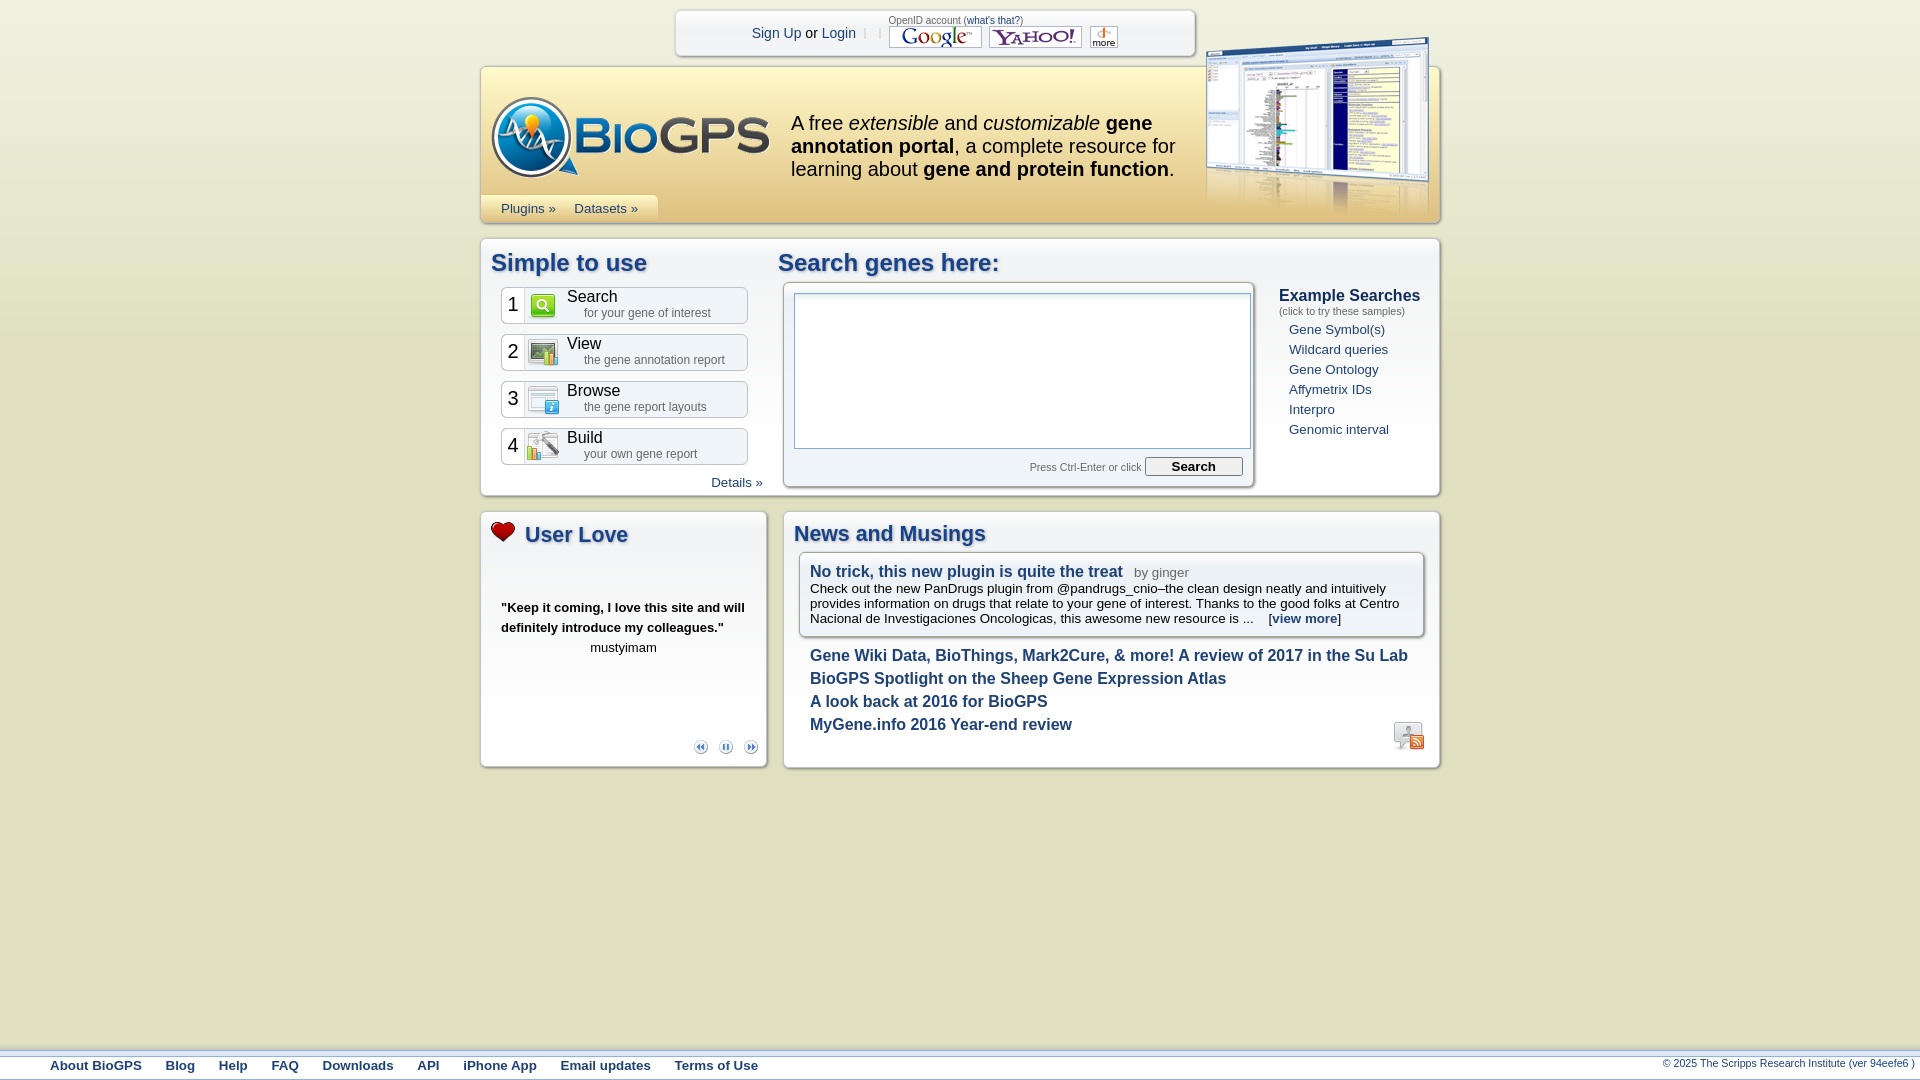 Sign Up or Login | |
OpenID account (what's that?)
Google™ YAHOO! more
BioGPS
A free extensible and customizable gene
annotation portal, a complete resource for
learning about gene and protein function.
Plugins » Datasets »
Simple to use
1 Search
for your gene of interest
2 View
the gene annotation report
3 Browse
the gene report layouts
4 Build
your own gene report
Details »
Search genes here:
Press Ctrl-Enter or click Search
Example Searches
(click to try these samples)
Gene Symbol(s)
Wildcard queries
Gene Ontology
Affymetrix IDs
Interpro
Genomic interval
User Love
"Keep it coming, I love this site and will
definitely introduce my colleagues."
mustyimam
News and Musings
No trick, this new plugin is quite the treat by ginger
Check out the new PanDrugs plugin from @pandrugs_cnio–the clean design neatly and intuitively
provides information on drugs that relate to your gene of interest. Thanks to the good folks at Centro
Nacional de Investigaciones Oncologicas, this awesome new resource is ... [view more]
Gene Wiki Data, BioThings, Mark2Cure, & more! A review of 2017 in the Su Lab
BioGPS Spotlight on the Sheep Gene Expression Atlas
A look back at 2016 for BioGPS
MyGene.info 2016 Year-end review
About BioGPS Blog Help FAQ Downloads API iPhone App Email updates Terms of Use
© 2025 The Scripps Research Institute (ver 94eefe6 )